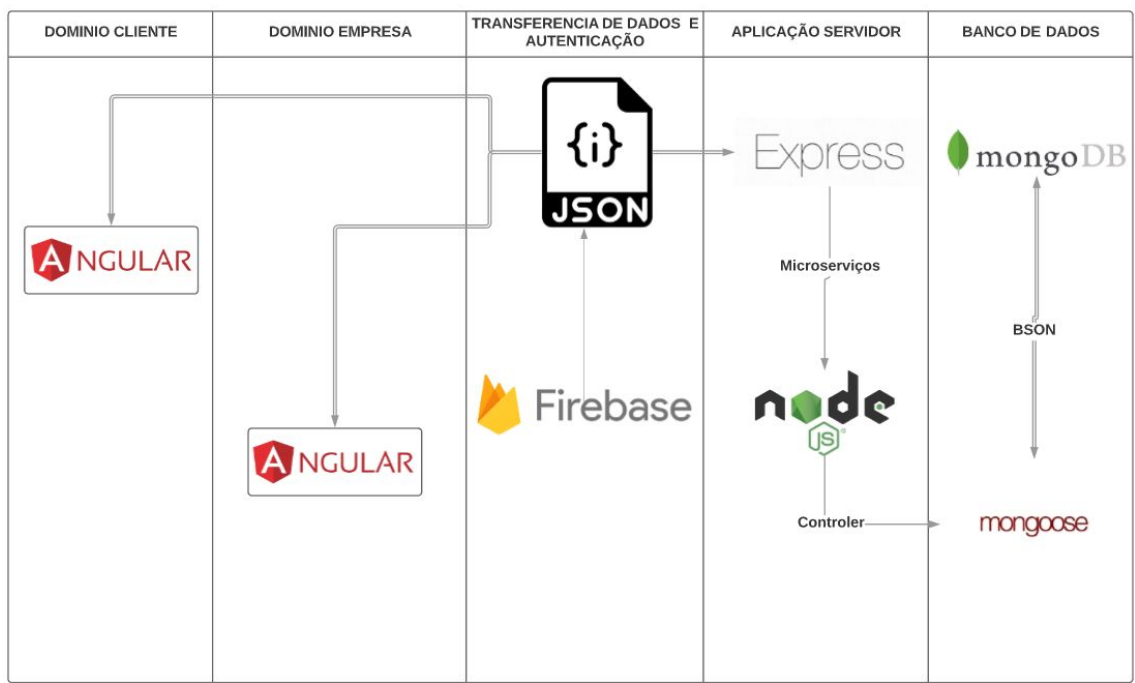 DOMINIO CLIENTE
DOMINIO EMPRESA
TRANSFERENCIA DE DADOS E
AUTENTICAÇÃO
APLICAÇÃO SERVIDOR
BANCO DE DADOS
{i}
JSON
Express
mongoDB
ANGULAR
Microserviços
BSON
Firebase
node
JS
ANGULAR
Controler
mongoose